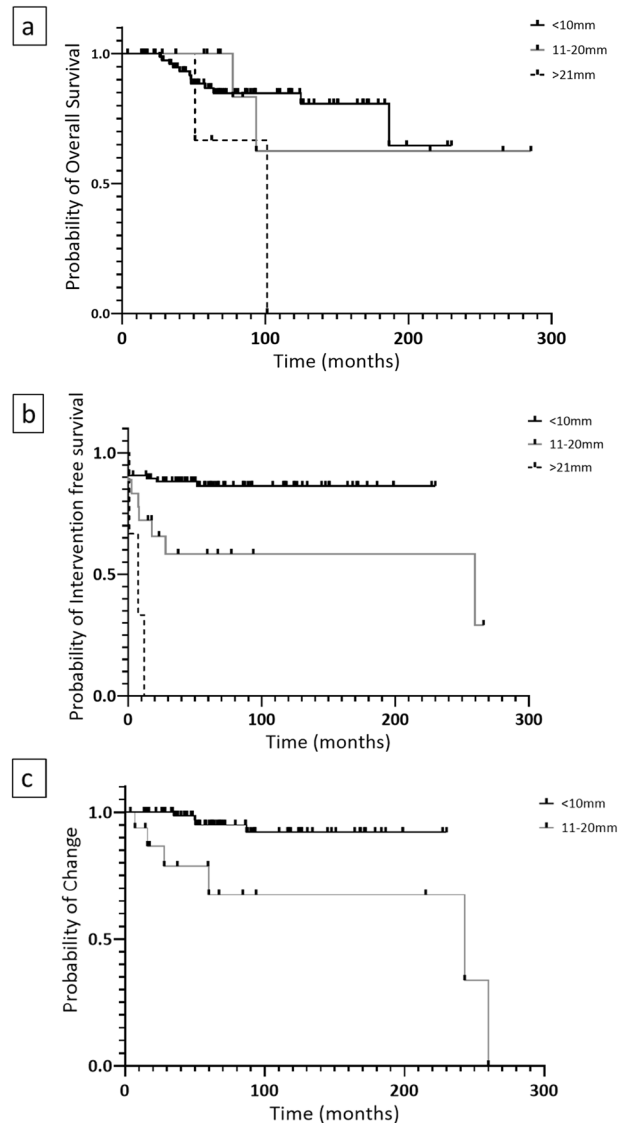 a
<10mm
11-20mm
>21mm
Probability of Overall Survival
1.0
0.5
0.0
0 100 200 300
Time (months)
b
<10mm
11-20mm
>21mm
Probability of Intervention free survival
1.0
0.5
0.0
0 100 200 300
Time (months)
c
<10mm
11-20mm
Probability of Change
1.0
0.5
0.0
0 100 200 300
Time (months)